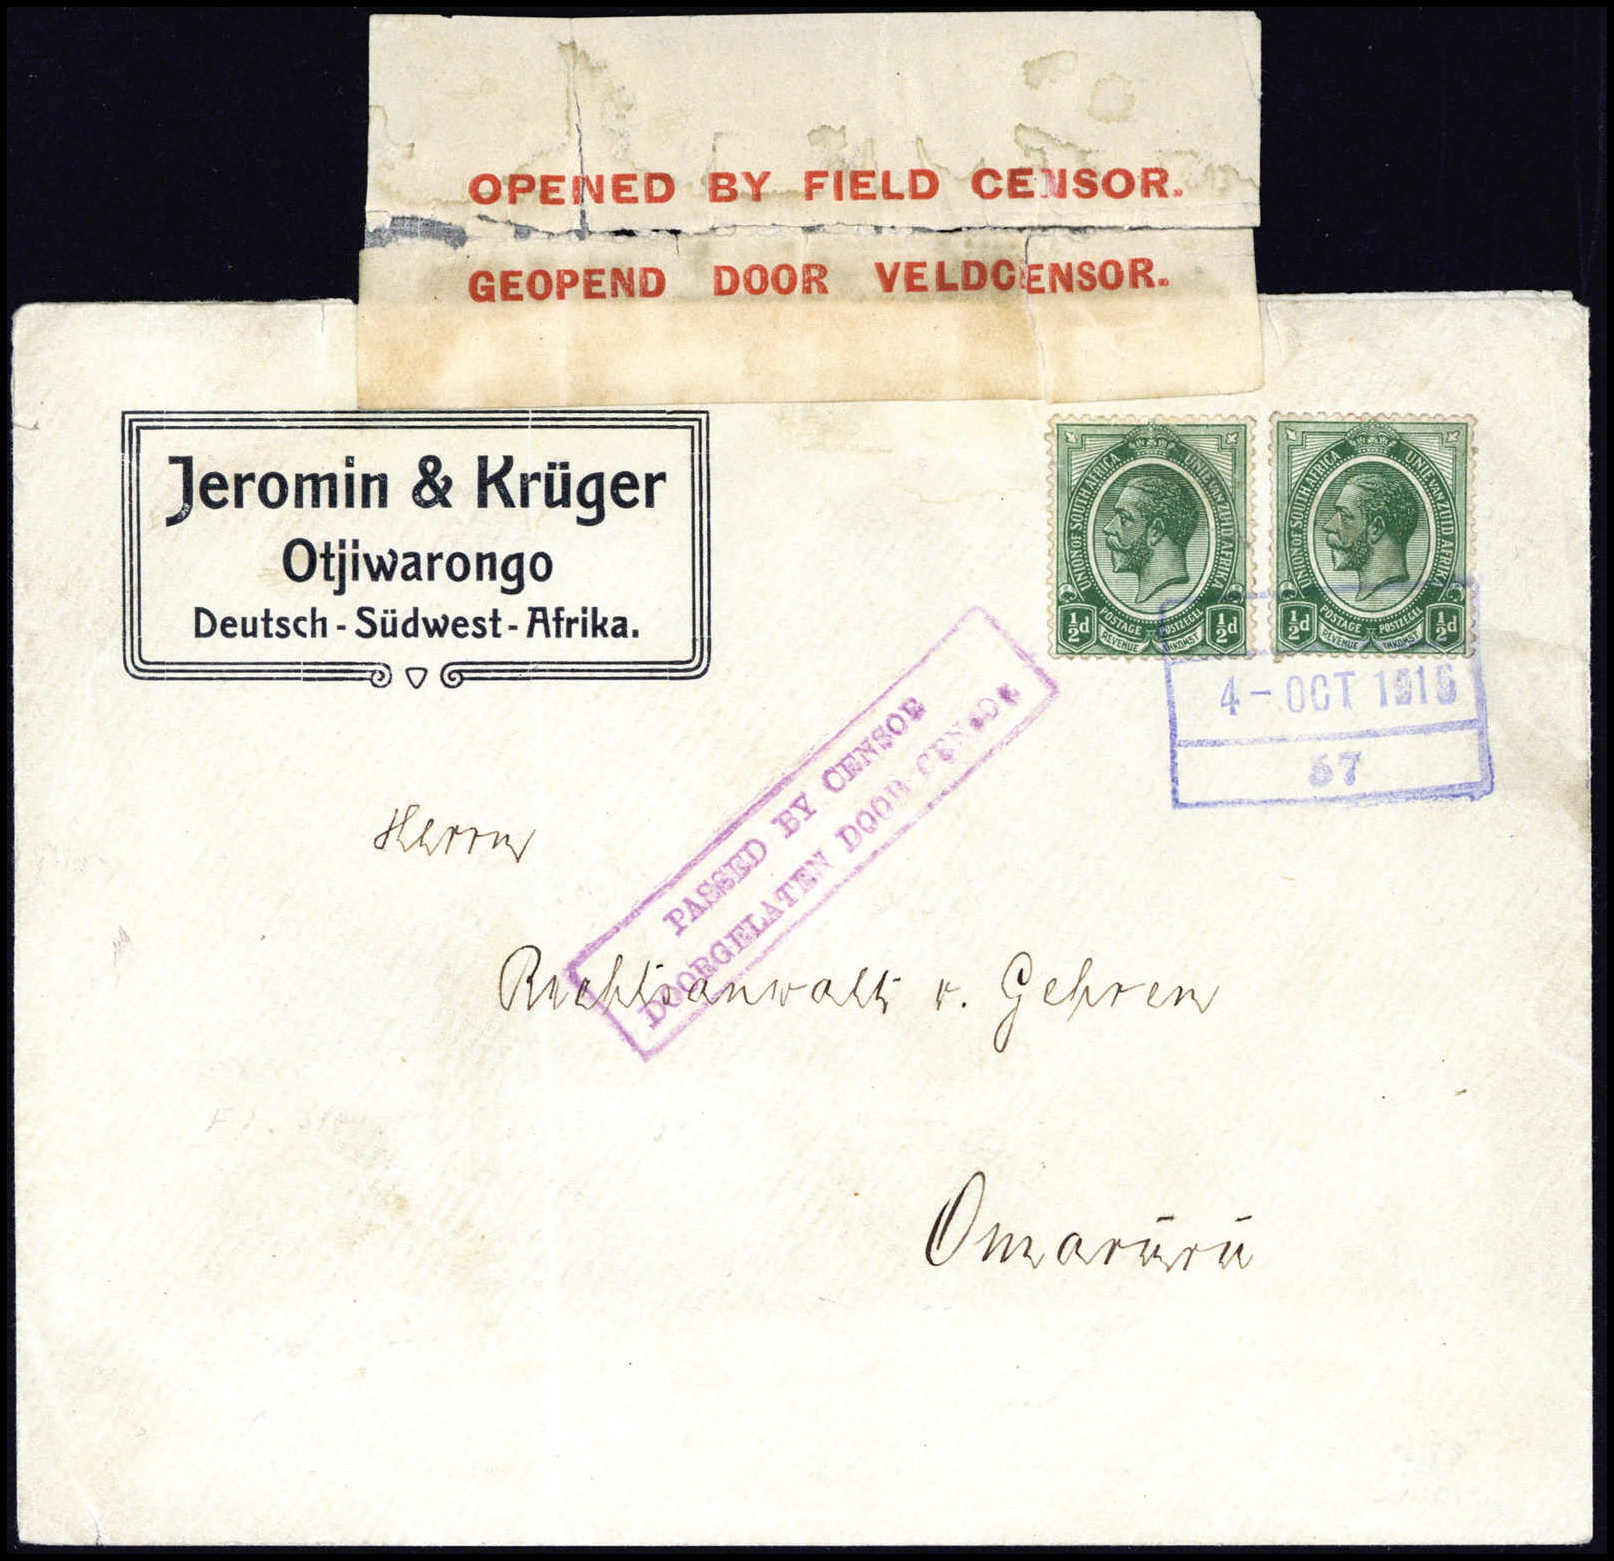 OPENED BY FIELD CENSOR.
GEOPEND DOOR VELDCENSOR.
Jeromin & Krüger
Otjiwarongo
Deutsch - Südwest - Afrika.
UNION OF SOUTH AFRICA UNIE VAN ZUID AFRIKA
½d POSTAGE POSTZEGEL ½d
REVENUE INKOMST
UNION OF SOUTH AFRICA UNIE VAN ZUID AFRIKA
½d POSTAGE POSTZEGEL ½d
REVENUE INKOMST
4 - OCT 1916
57
PASSED BY CENSOR
DOORGELATEN DOOR CENSOR
Herrn
Rechtsanwalt v. Gehren
Omarūrū